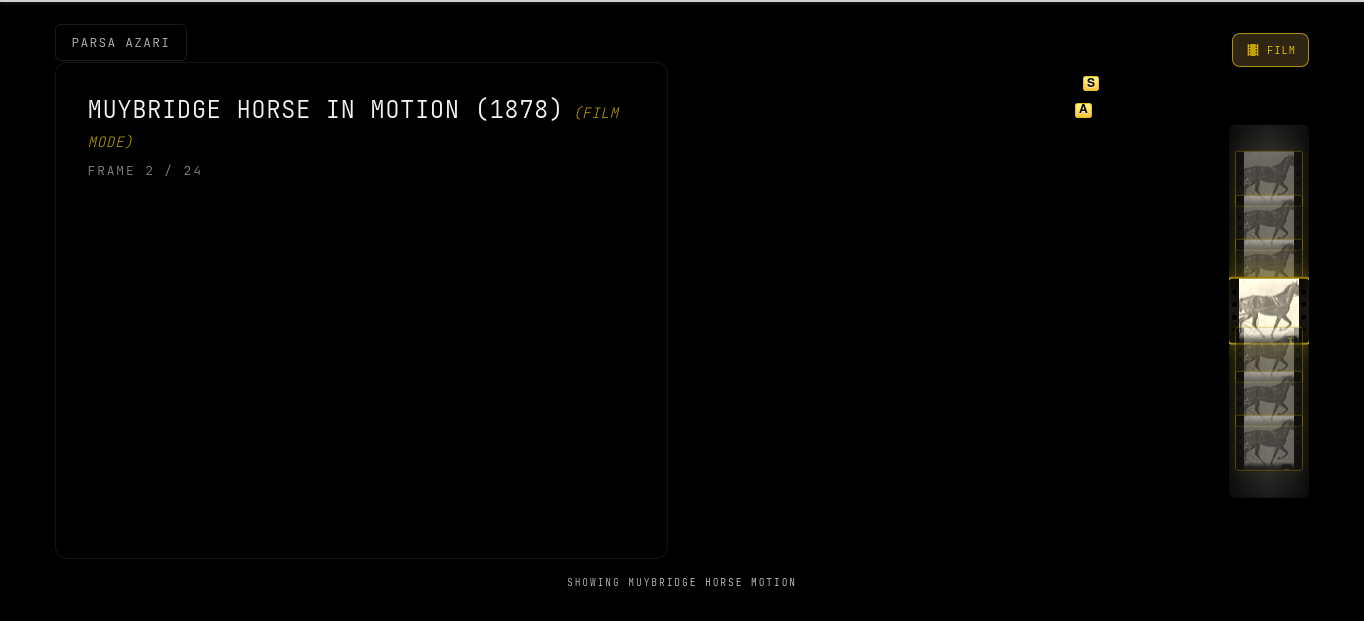 PARSA AZARI
FILM
MUYBRIDGE HORSE IN MOTION (1878) (FILM
MODE)
FRAME 2 / 24
S
A
SHOWING MUYBRIDGE HORSE MOTION